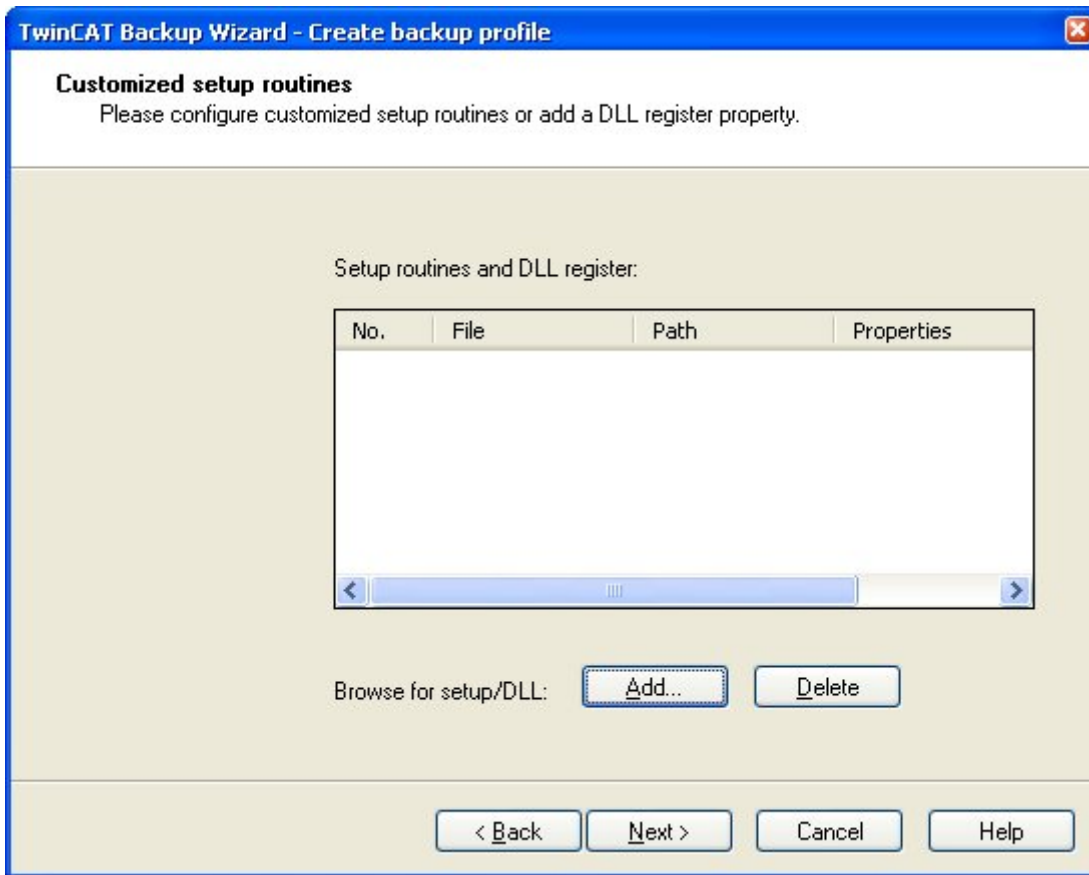 TwinCAT Backup Wizard - Create backup profile
Customized setup routines
Please configure customized setup routines or add a DLL register property.
Setup routines and DLL register:
No. File Path Properties
Browse for setup/DLL: Add... Delete
< Back Next > Cancel Help